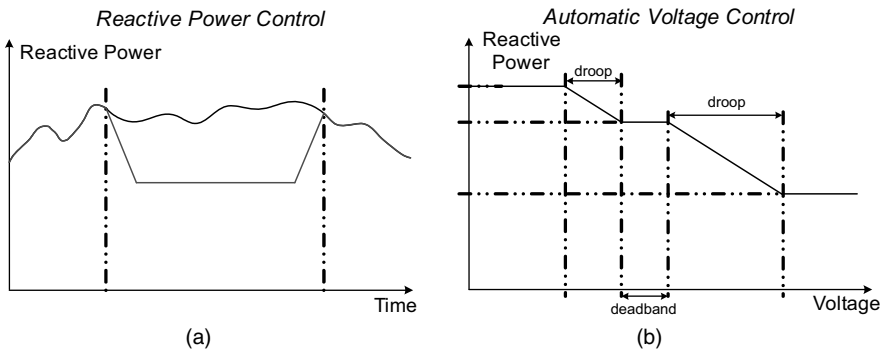 Reactive Power Control
Reactive Power
Time
(a)
Automatic Voltage Control
Reactive
Power
droop
droop
deadband
Voltage
(b)